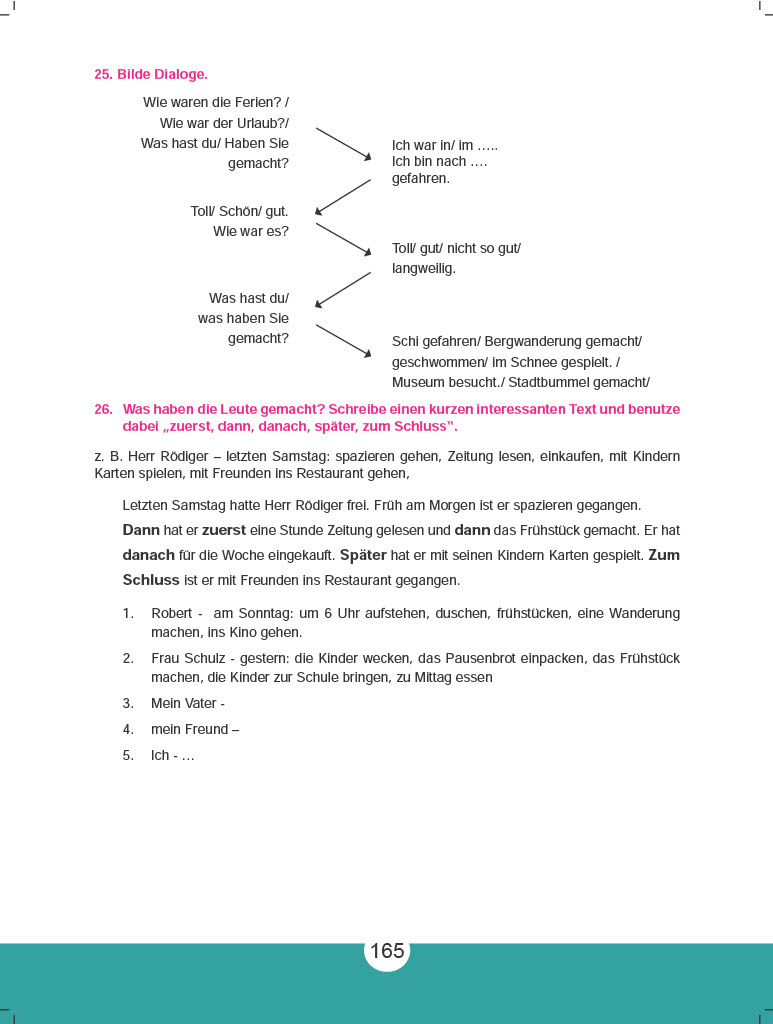 25. Bilde Dialoge.
Wie waren die Ferien? /
Wie war der Urlaub?/
Was hast du/ Haben Sie
gemacht?
Ich war in/ im …..
Ich bin nach ….
gefahren.
Toll/ Schön/ gut.
Wie war es?
Toll/ gut/ nicht so gut/
langweilig.
Was hast du/
was haben Sie
gemacht?
Schi gefahren/ Bergwanderung gemacht/
geschwommen/ im Schnee gespielt. /
Museum besucht./ Stadtbummel gemacht/
26. Was haben die Leute gemacht? Schreibe einen kurzen interessanten Text und benutze
dabei „zuerst, dann, danach, später, zum Schluss‟.
z. B. Herr Rödiger – letzten Samstag: spazieren gehen, Zeitung lesen, einkaufen, mit Kindern
Karten spielen, mit Freunden ins Restaurant gehen,
Letzten Samstag hatte Herr Rödiger frei. Früh am Morgen ist er spazieren gegangen.
Dann hat er zuerst eine Stunde Zeitung gelesen und dann das Frühstück gemacht. Er hat
danach für die Woche eingekauft. Später hat er mit seinen Kindern Karten gespielt. Zum
Schluss ist er mit Freunden ins Restaurant gegangen.
1. Robert - am Sonntag: um 6 Uhr aufstehen, duschen, frühstücken, eine Wanderung
machen, ins Kino gehen.
2. Frau Schulz - gestern: die Kinder wecken, das Pausenbrot einpacken, das Frühstück
machen, die Kinder zur Schule bringen, zu Mittag essen
3. Mein Vater -
4. mein Freund –
5. Ich - …
165